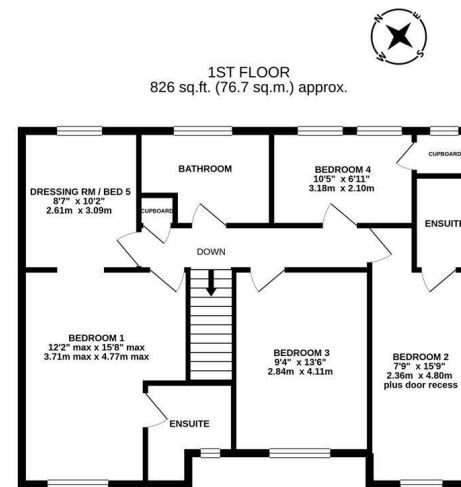 N
E
W
S
1ST FLOOR
826 sq.ft. (76.7 sq.m.) approx.
BATHROOM
BEDROOM 4
10'5" x 6'11"
3.18m x 2.10m
CUPBOARD
DRESSING RM / BED 5
8'7" x 10'2"
2.61m x 3.09m
CUPBOARD
ENSUITE
DOWN
BEDROOM 1
12'2" max x 15'8" max
3.71m max x 4.77m max
BEDROOM 3
9'4" x 13'6"
2.84m x 4.11m
BEDROOM 2
7'9" x 15'9"
2.36m x 4.80m
plus door recess
ENSUITE